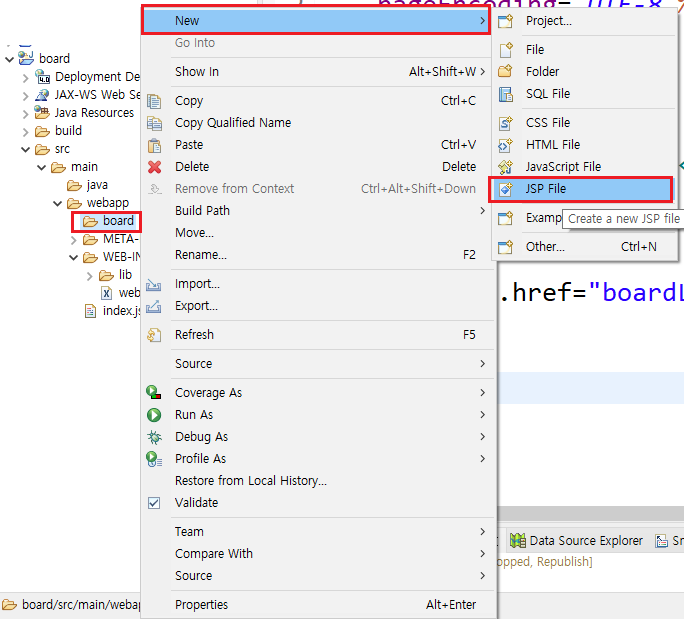 pageEncoding="UTF-8"%
board
Deployment De
JAX-WS Web Se
Java Resources
build
src
main
java
webapp
board
META-
WEB-IN
lib
web
index.js
New
Go Into
Show In Alt+Shift+W
Copy Ctrl+C
Copy Qualified Name
Paste Ctrl+V
Delete Delete
Remove from Context Ctrl+Alt+Shift+Down
Build Path
Move...
Rename... F2
Import...
Export...
Refresh F5
Source
Coverage As
Run As
Debug As
Profile As
Restore from Local History...
Validate
Team
Compare With
Source
Properties Alt+Enter
Project...
File
Folder
SQL File
CSS File
HTML File
JavaScript File
JSP File
Examp
Create a new JSP file
Other... Ctrl+N
.href="boardL
Data Source Explorer
Sn
opped, Republish]
board/src/main/weba